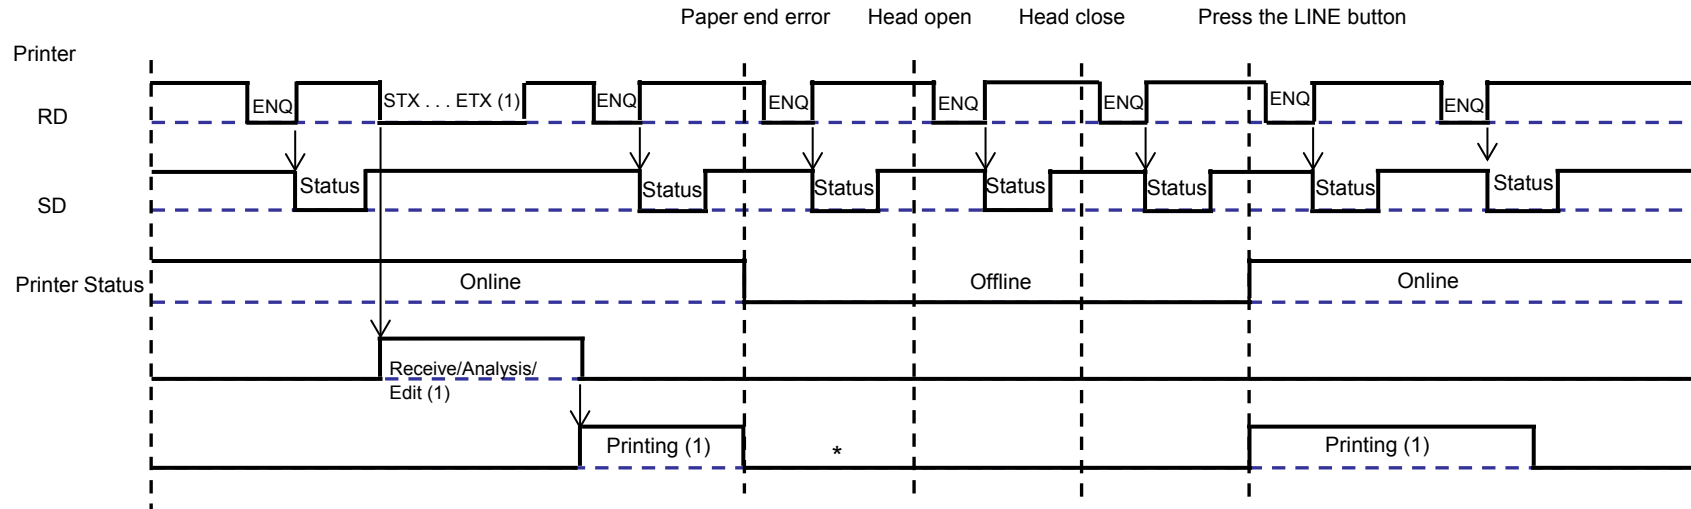 Paper end error Head open Head close Press the LINE button
Printer
RD ENQ STX . . . ETX (1) ENQ ENQ ENQ ENQ ENQ ENQ
SD Status Status Status Status Status Status Status
Printer Status Online Offline Online
Receive/Analysis/
Edit (1)
Printing (1) * Printing (1)